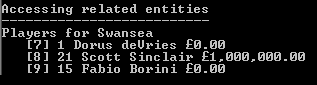 Accessing related entities
--------------------------
Players for Swansea
[7] 1 Dorus deVries £0.00
[8] 21 Scott Sinclair £1,000,000.00
[9] 15 Fabio Borini £0.00